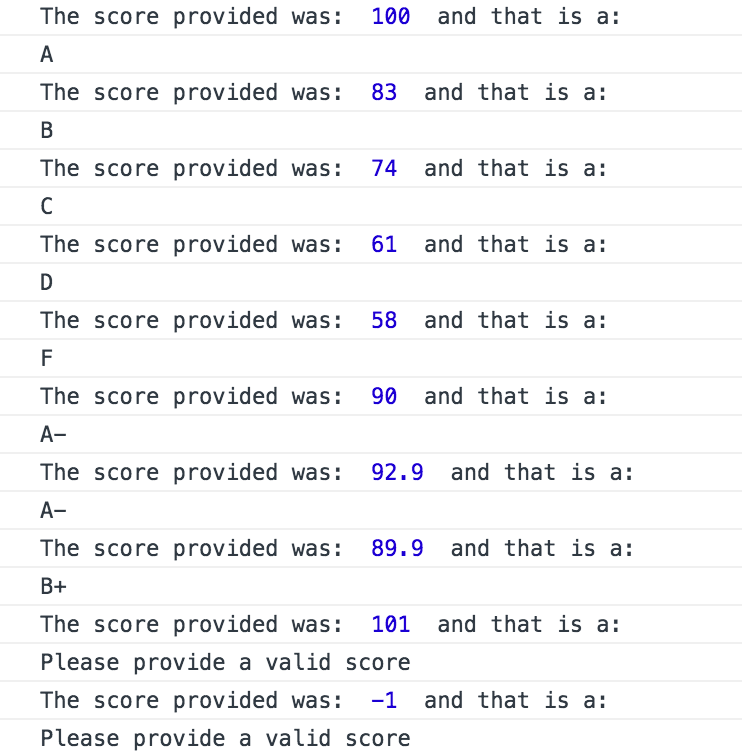 The score provided was:  100  and that is a:
A
The score provided was:  83  and that is a:
B
The score provided was:  74  and that is a:
C
The score provided was:  61  and that is a:
D
The score provided was:  58  and that is a:
F
The score provided was:  90  and that is a:
A-
The score provided was:  92.9  and that is a:
A-
The score provided was:  89.9  and that is a:
B+
The score provided was:  101  and that is a:
Please provide a valid score
The score provided was:  -1  and that is a:
Please provide a valid score